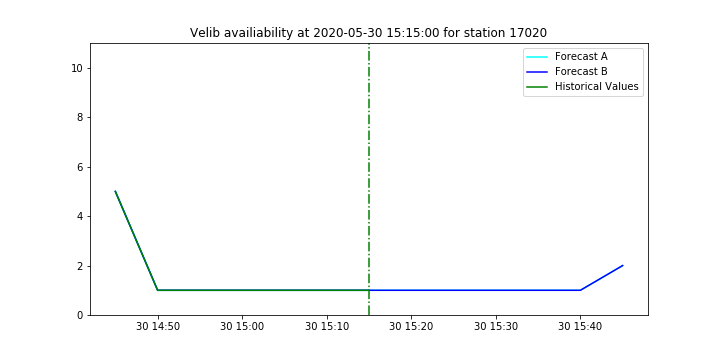 Velib availiability at 2020-05-30 15:15:00 for station 17020
Forecast A
Forecast B
Historical Values
10
8
6
4
2
0
30 14:50 30 15:00 30 15:10 30 15:20 30 15:30 30 15:40